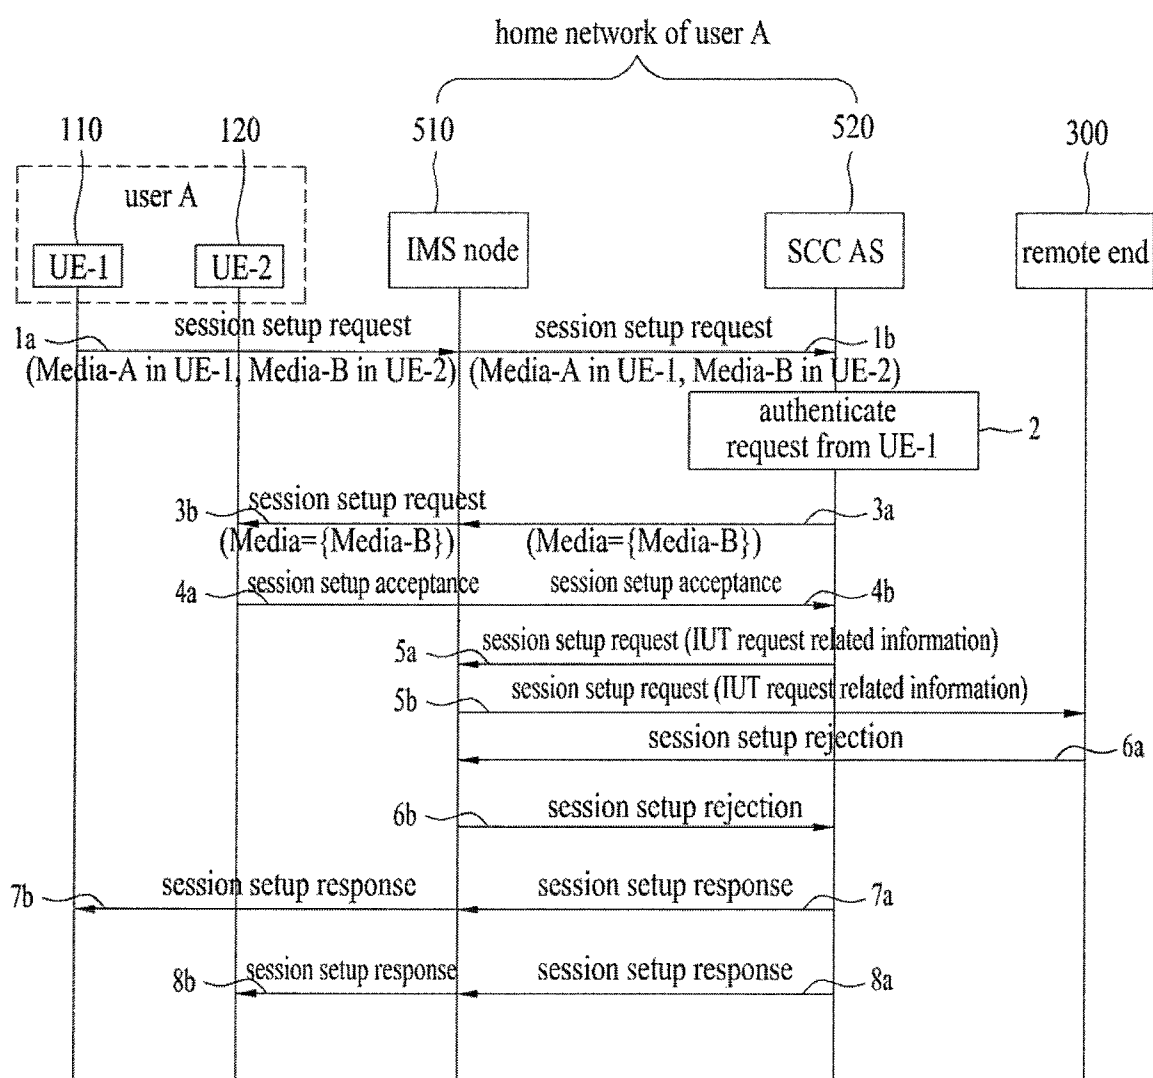 home network of user A
110
120
510
520
300
user A
UE-1
UE-2
IMS node
SCC AS
remote end
1a
session setup request
session setup request
1b
(Media-A in UE-1, Media-B in UE-2)
(Media-A in UE-1, Media-B in UE-2)
authenticate
request from UE-1
2
3b
session setup request
3a
(Media={Media-B})
(Media={Media-B})
4a
session setup acceptance
session setup acceptance
4b
5a
session setup request (IUT request related information)
5b
session setup request (IUT request related information)
session setup rejection
6a
6b
session setup rejection
7b
session setup response
session setup response
7a
8b
session setup response
session setup response
8a